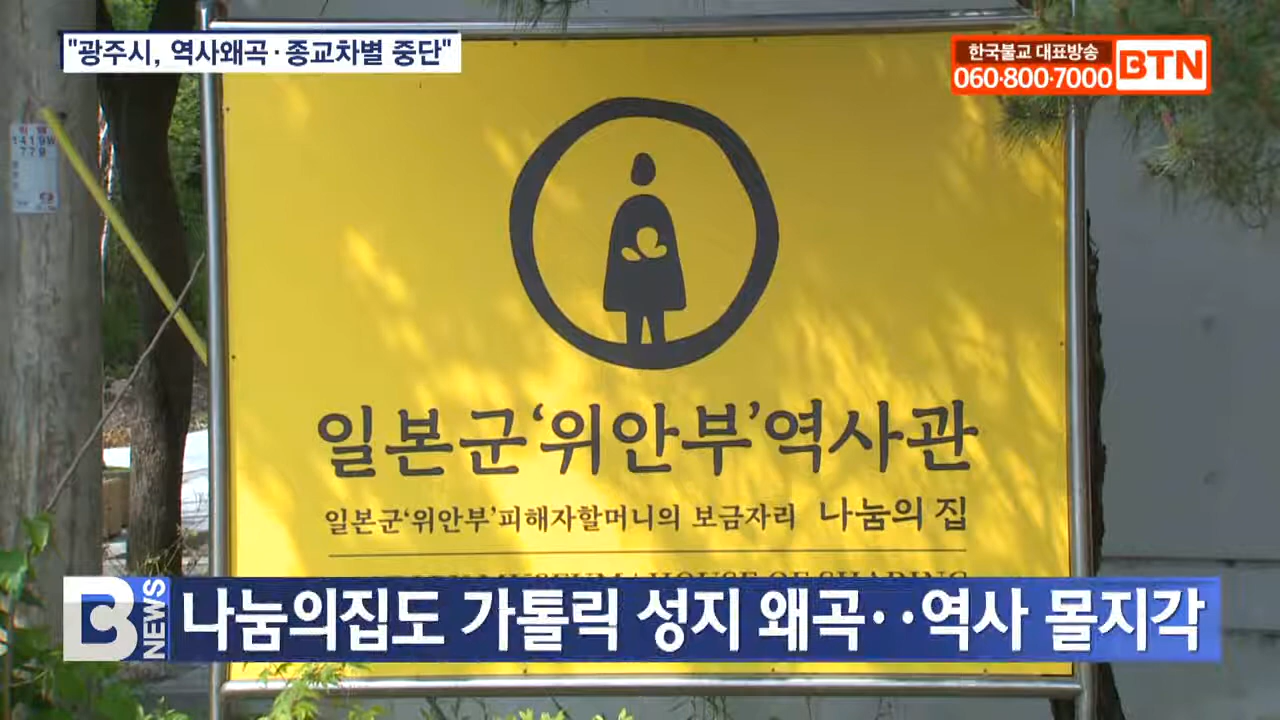 "광주시, 역사왜곡·종교차별 중단"
한국불교 대표방송
060·800·7000
BTN
일본군‘위안부’역사관
일본군‘위안부’피해자할머니의 보금자리 나눔의 집
HOUSE OF SHARING
B NEWS
나눔의집도 가톨릭 성지 왜곡‥역사 몰지각